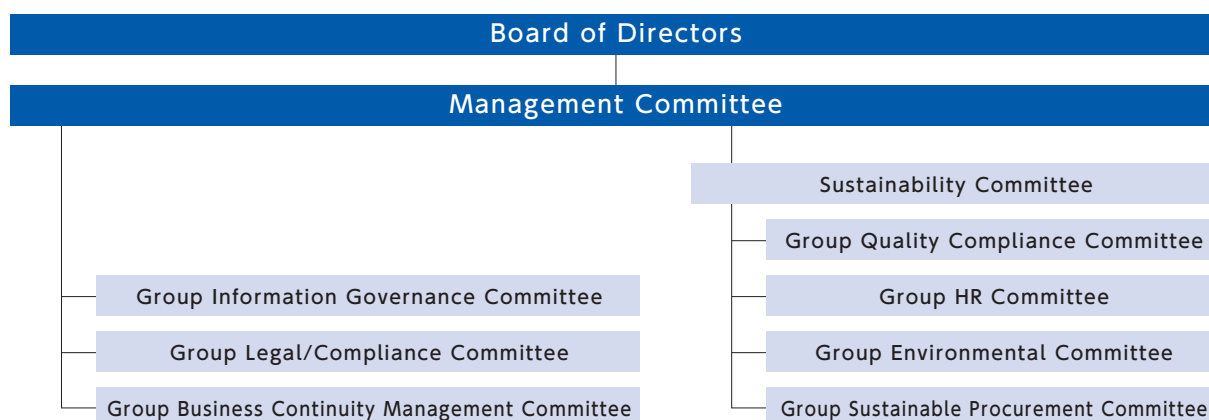 Board of Directors
Management Committee
Sustainability Committee
Group Quality Compliance Committee
Group Information Governance Committee
Group HR Committee
Group Legal/Compliance Committee
Group Environmental Committee
Group Business Continuity Management Committee
Group Sustainable Procurement Committee